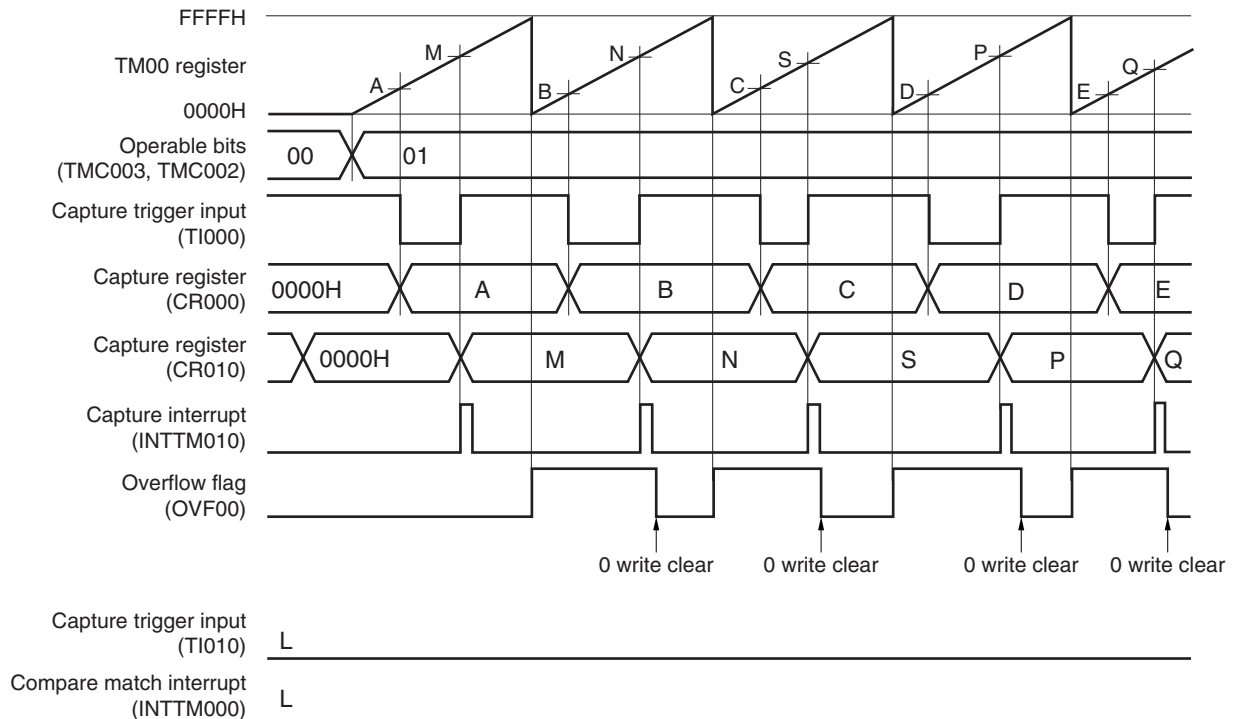 FFFFH
TM00 register
0000H
A M B N C S D P E Q
Operable bits
(TMC003, TMC002)
00 01
Capture trigger input
(TI000)
Capture register
(CR000)
0000H A B C D E
Capture register
(CR010)
0000H M N S P Q
Capture interrupt
(INTTM010)
Overflow flag
(OVF00)
0 write clear 0 write clear 0 write clear 0 write clear
Capture trigger input
(TI010)
L
Compare match interrupt
(INTTM000)
L